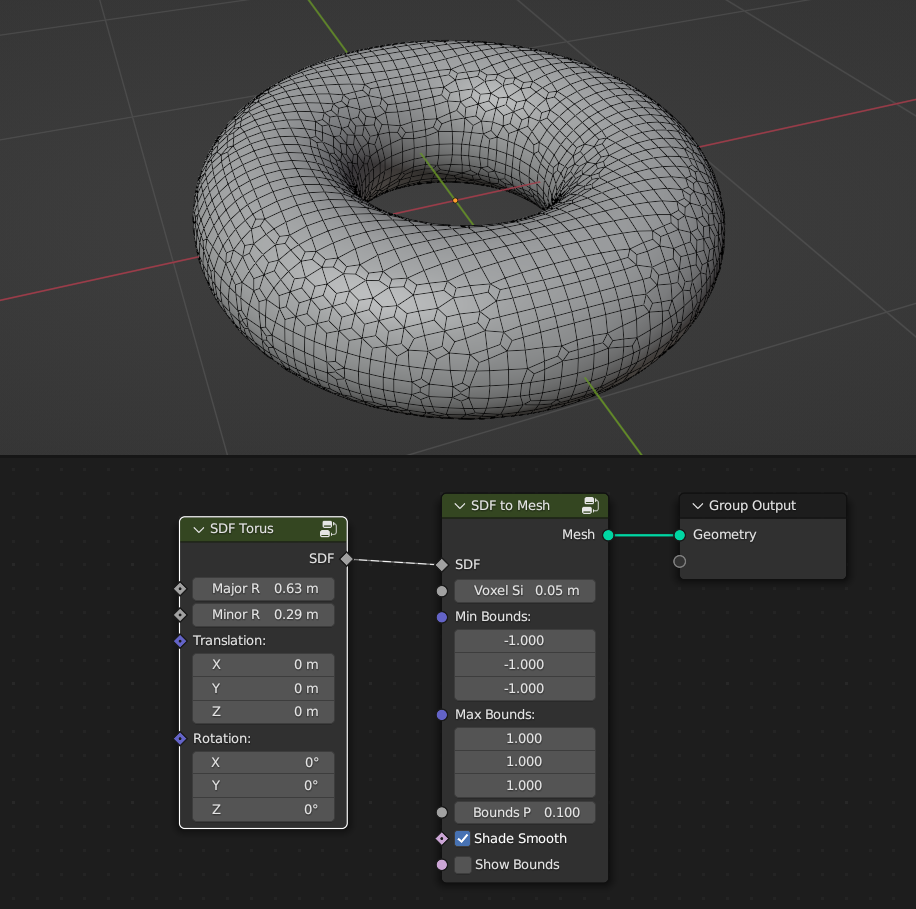 SDF Torus
SDF
Major R 0.63 m
Minor R 0.29 m
Translation:
X 0 m
Y 0 m
Z 0 m
Rotation:
X 0°
Y 0°
Z 0°
SDF to Mesh
Mesh
SDF
Voxel Si 0.05 m
Min Bounds:
-1.000
-1.000
-1.000
Max Bounds:
1.000
1.000
1.000
Bounds P 0.100
Shade Smooth
Show Bounds
Group Output
Geometry